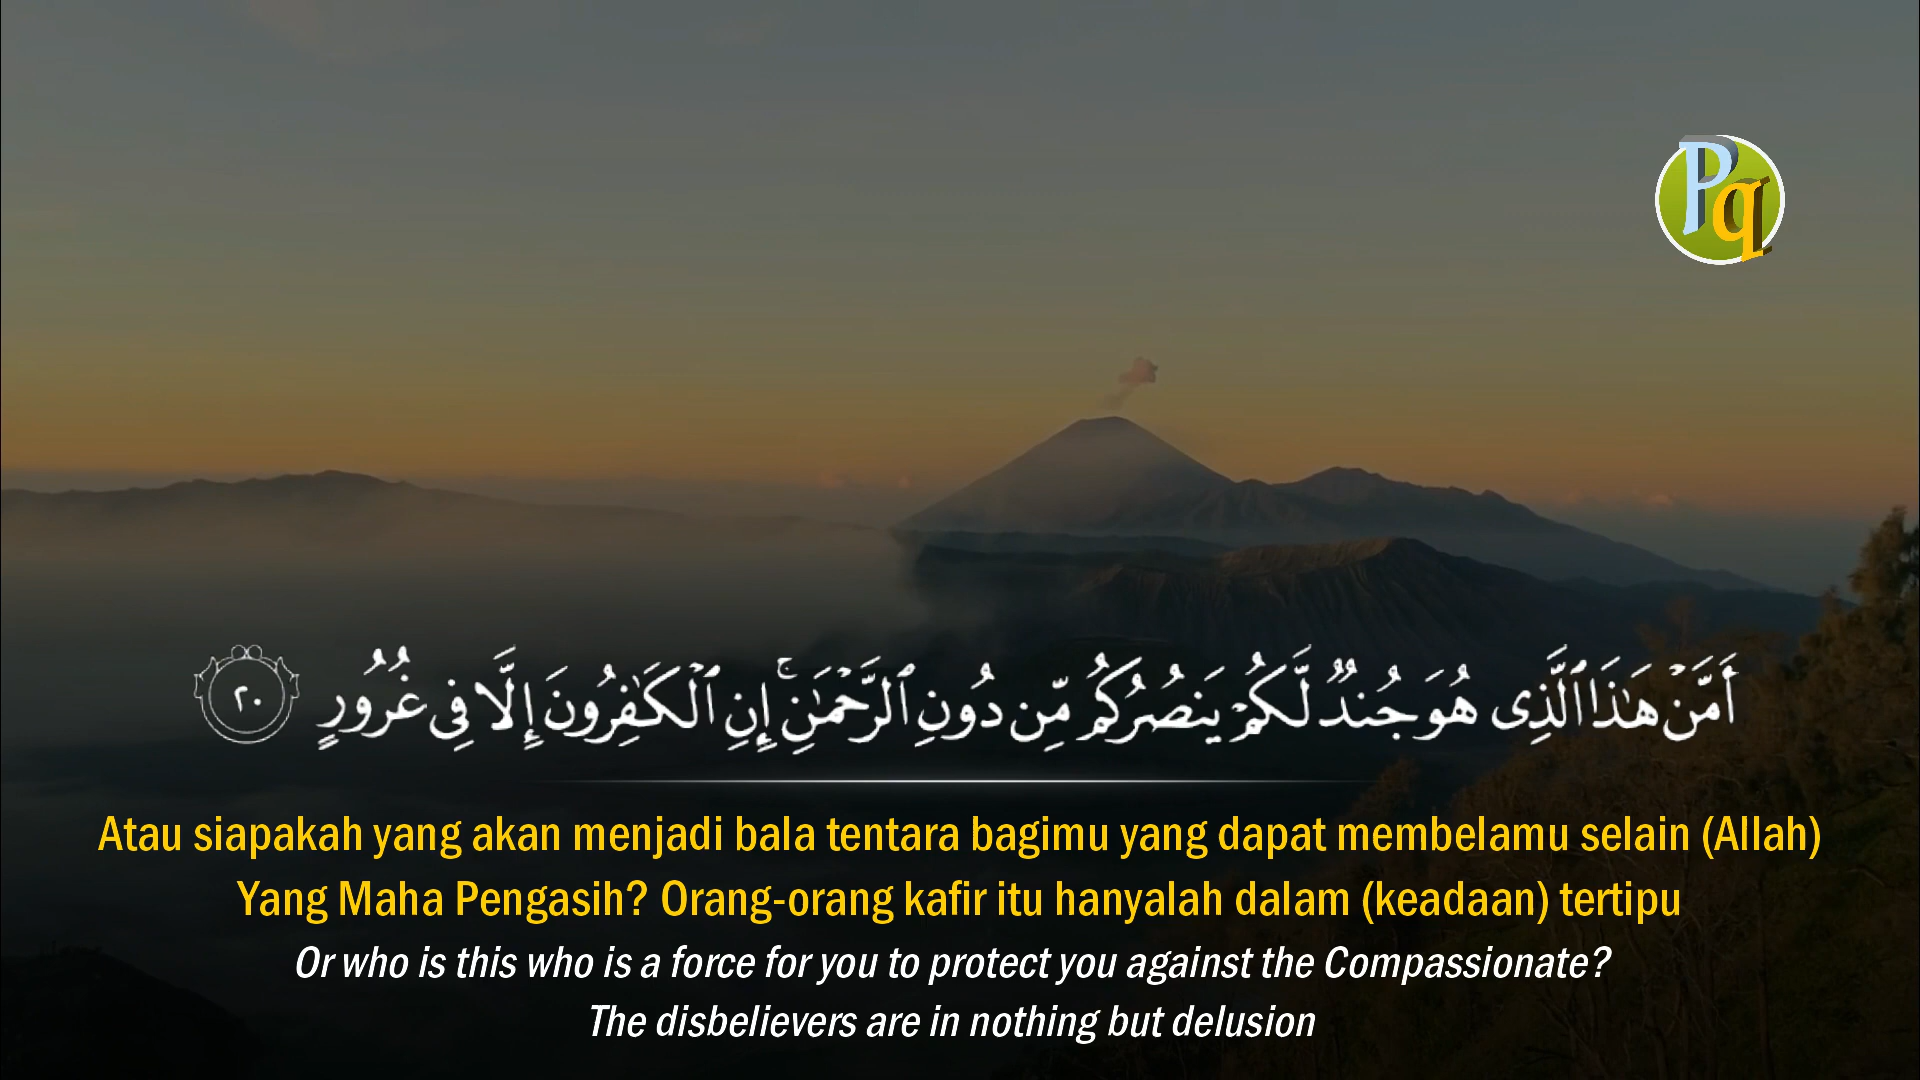 Pq
أَمَّنْ هَـٰذَا ٱلَّذِى هُوَ جُندٌ لَّكُمْ يَنصُرُكُم مِّن دُونِ ٱلرَّحْمَـٰنِ ۚ إِنِ ٱلْكَـٰفِرُونَ إِلَّا فِى غُرُورٍ ٢٠
Atau siapakah yang akan menjadi bala tentara bagimu yang dapat membelamu selain (Allah)
Yang Maha Pengasih? Orang-orang kafir itu hanyalah dalam (keadaan) tertipu
Or who is this who is a force for you to protect you against the Compassionate?
The disbelievers are in nothing but delusion